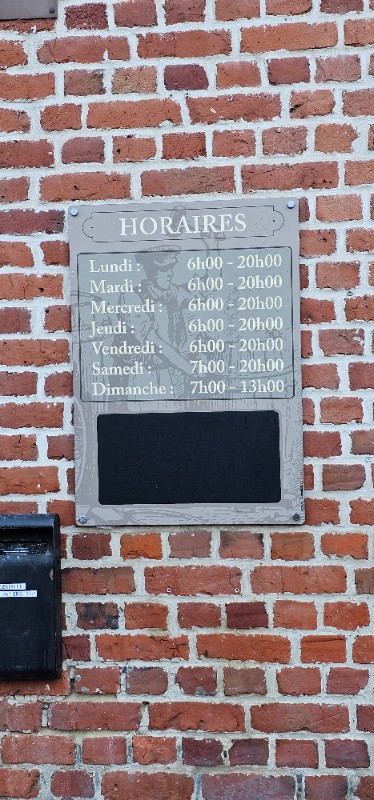 HORAIRES
Lundi : 6h00 - 20h00
Mardi : 6h00 - 20h00
Mercredi : 6h00 - 20h00
Jeudi : 6h00 - 20h00
Vendredi : 6h00 - 20h00
Samedi : 7h00 - 20h00
Dimanche : 7h00 - 13h00